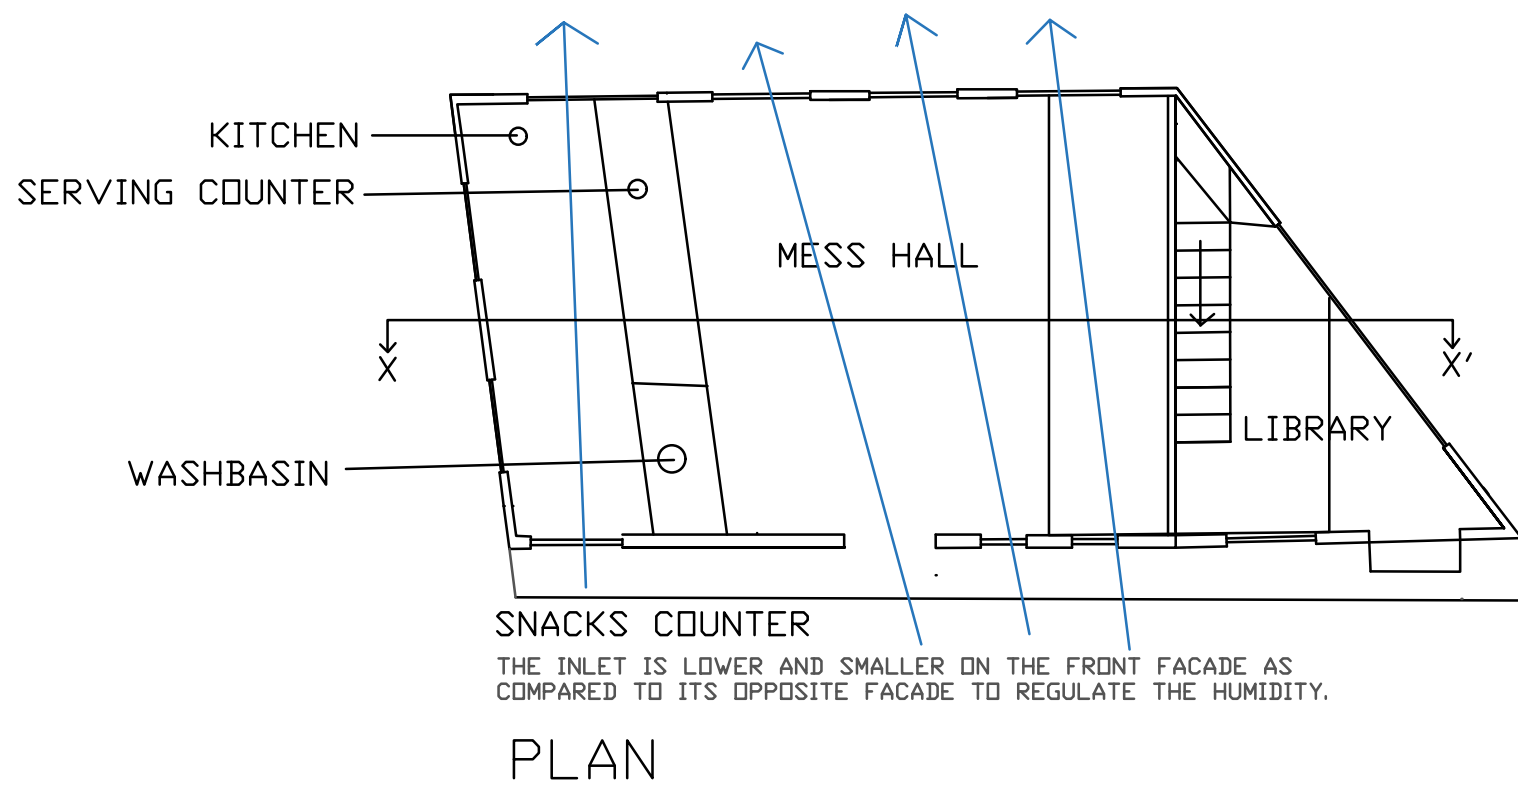 KITCHEN
SERVING COUNTER
MESS HALL
X
X'
LIBRARY
WASHBASIN
SNACKS COUNTER
THE INLET IS LOWER AND SMALLER ON THE FRONT FACADE AS
COMPARED TO ITS OPPOSITE FACADE TO REGULATE THE HUMIDITY.
PLAN